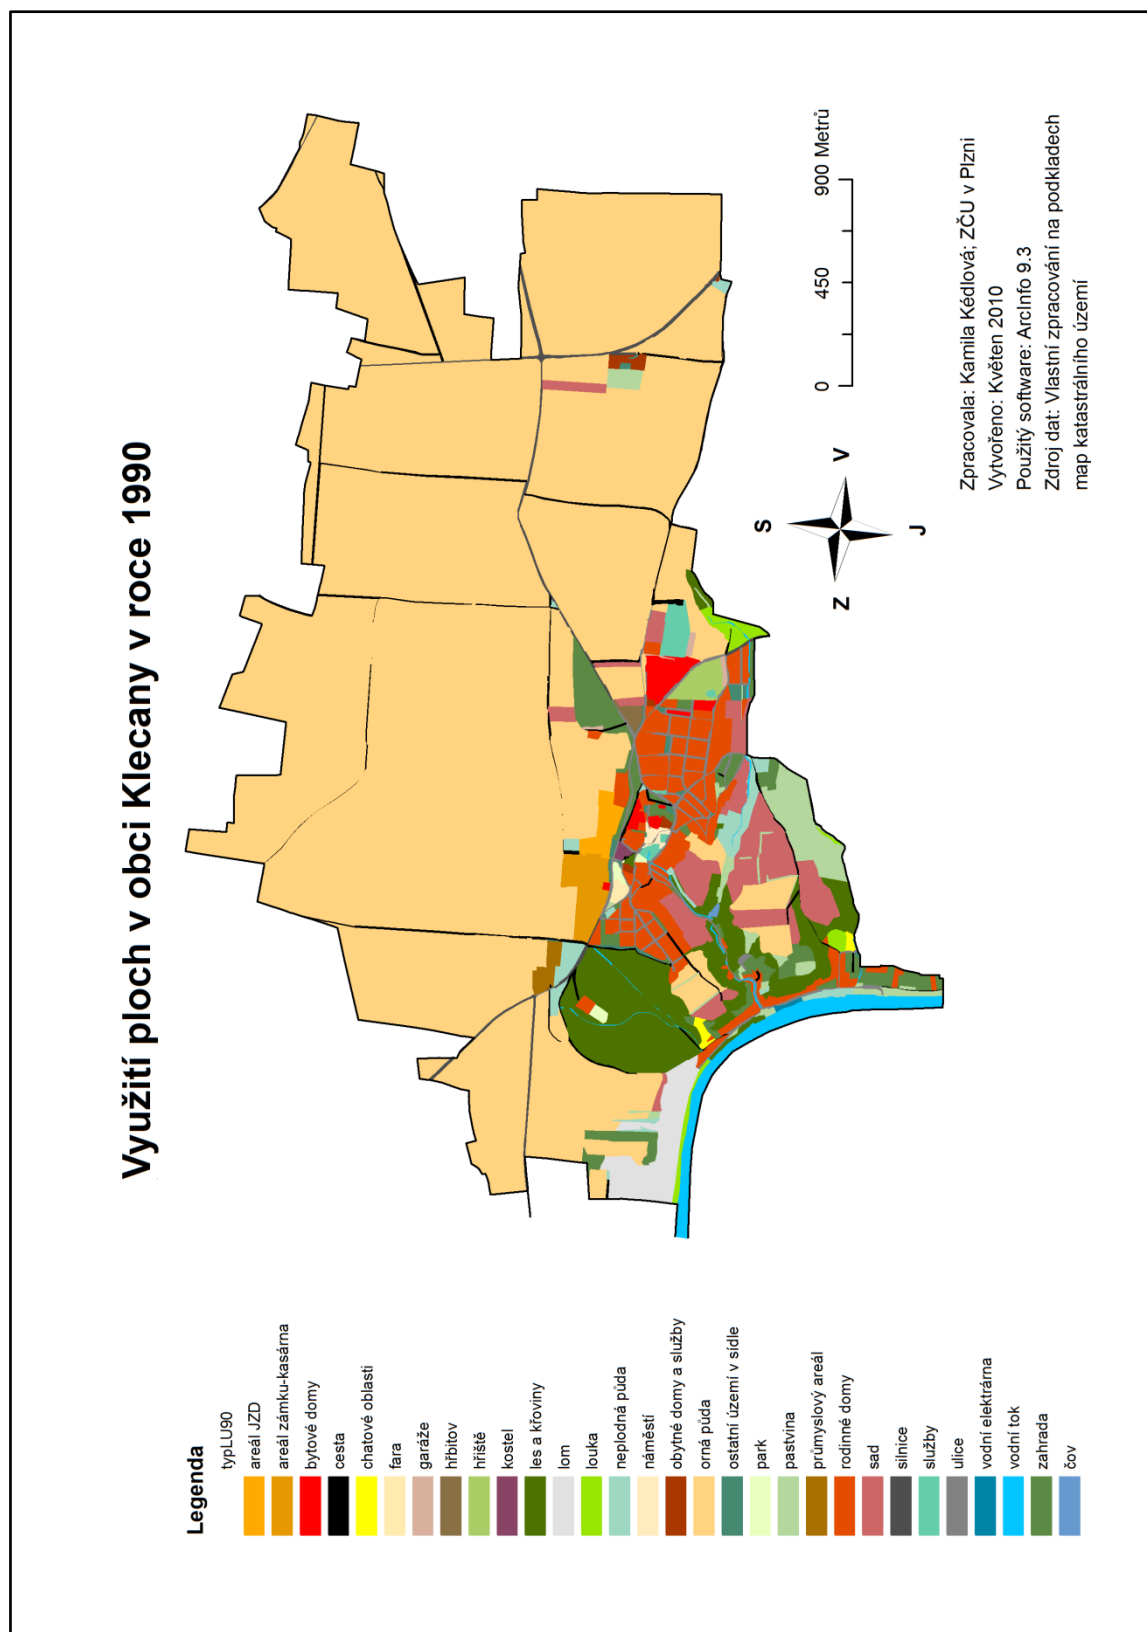 Využití ploch v obci Klecany v roce 1990
Legenda
typLU90
areál JZD
areál zámku-kasárna
bytové domy
cesta
chatové oblasti
fara
garáže
hřbitov
hřiště
kostel
les a křoviny
lom
louka
neplodná půda
náměstí
obytné domy a služby
orná půda
ostatní území v sídle
park
pastvina
průmyslový areál
rodinné domy
sad
silnice
služby
ulice
vodní elektrárna
vodní tok
zahrada
čov
S
Z
V
J
0 450 900 Metrů
Zpracovala: Kamila Kédlová; ZČU v Plzni
Vytvořeno: Květen 2010
Použitý software: ArcInfo 9.3
Zdroj dat: Vlastní zpracování na podkladech
map katastrálního území